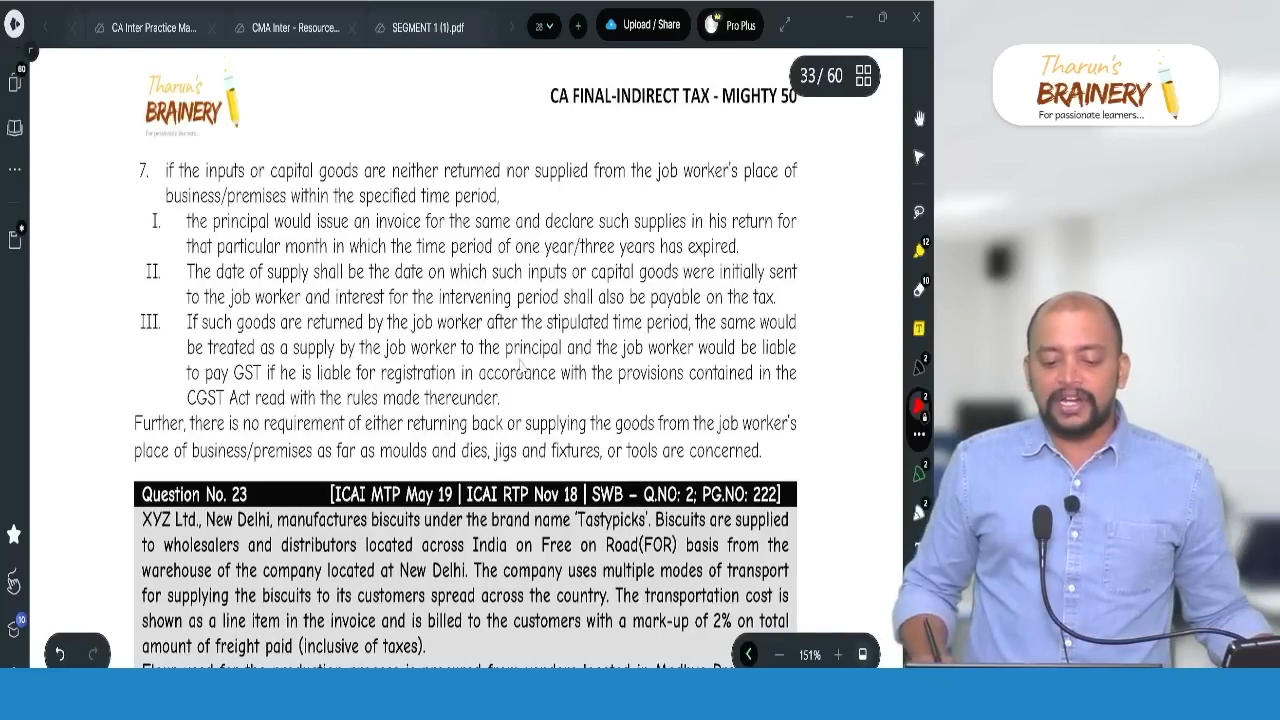 CA Inter Practice Ma...
CMA Inter - Resource...
SEGMENT 1 (1).pdf
28
Upload / Share
Pro Plus
60
33/60
Tharun's
BRAINERY
For passionate learners...
CA FINAL-INDIRECT TAX - MIGHTY 50
Tharun's
BRAINERY
For passionate learners...
7. if the inputs or capital goods are neither returned nor supplied from the job worker's place of
business/premises within the specified time period,
I. the principal would issue an invoice for the same and declare such supplies in his return for
that particular month in which the time period of one year/three years has expired.
II. The date of supply shall be the date on which such inputs or capital goods were initially sent
to the job worker and interest for the intervening period shall also be payable on the tax.
III. If such goods are returned by the job worker after the stipulated time period, the same would
be treated as a supply by the job worker to the principal and the job worker would be liable
to pay GST if he is liable for registration in accordance with the provisions contained in the
CGST Act read with the rules made thereunder.
Further, there is no requirement of either returning back or supplying the goods from the job worker's
place of business/premises as far as moulds and dies, jigs and fixtures, or tools are concerned.
Question No. 23 [ICAI MTP May 19 | ICAI RTP Nov 18 | SWB – Q.NO: 2; PG.NO: 222]
XYZ Ltd., New Delhi, manufactures biscuits under the brand name 'Tastypicks'. Biscuits are supplied
to wholesalers and distributors located across India on Free on Road(FOR) basis from the
warehouse of the company located at New Delhi. The company uses multiple modes of transport
for supplying the biscuits to its customers spread across the country. The transportation cost is
shown as a line item in the invoice and is billed to the customers with a mark-up of 2% on total
amount of freight paid (inclusive of taxes).
12
10
T
2
2
2
2
10
151%